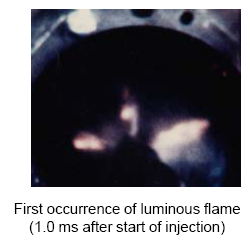 First occurrence of luminous flame
(1.0 ms after start of injection)